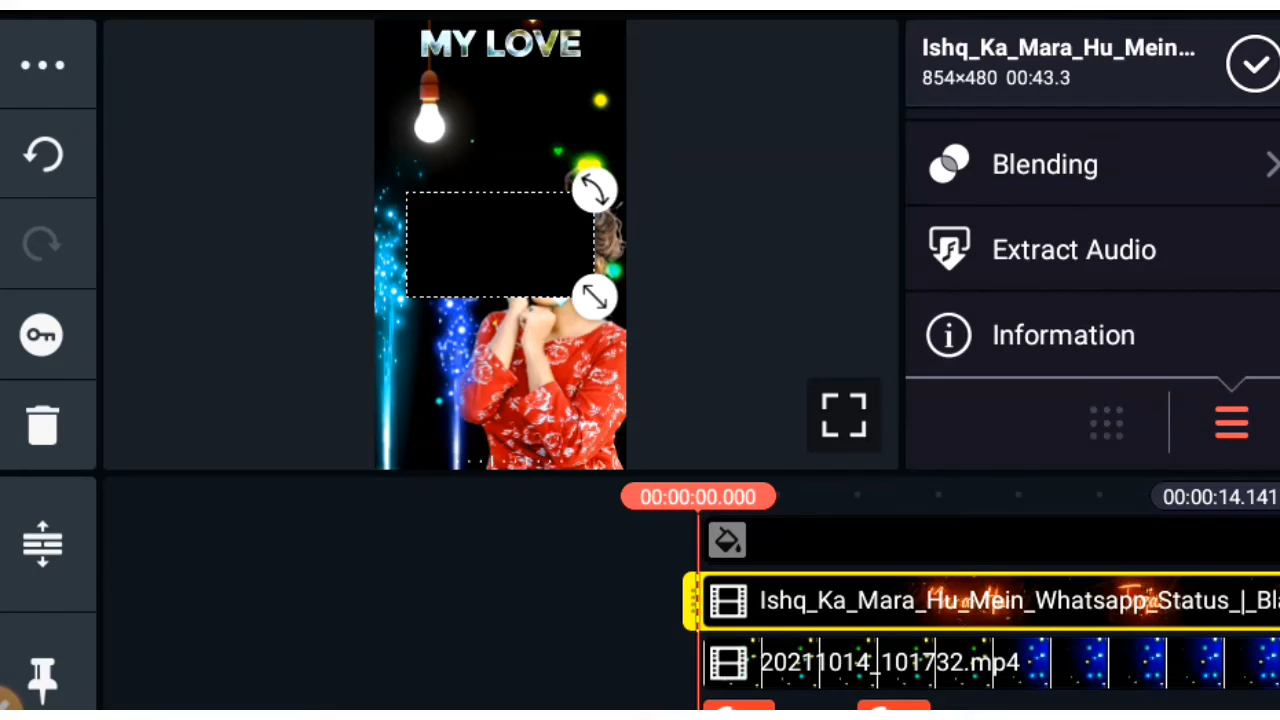 MY LOVE
Ishq_Ka_Mara_Hu_Mein...
854×480 00:43.3
Blending
Extract Audio
Information
00:00:00.000
00:00:14.141
Ishq_Ka_Mara_Hu_Mein_Whatsapp_Status_|_Bl
20211014_101732.mp4